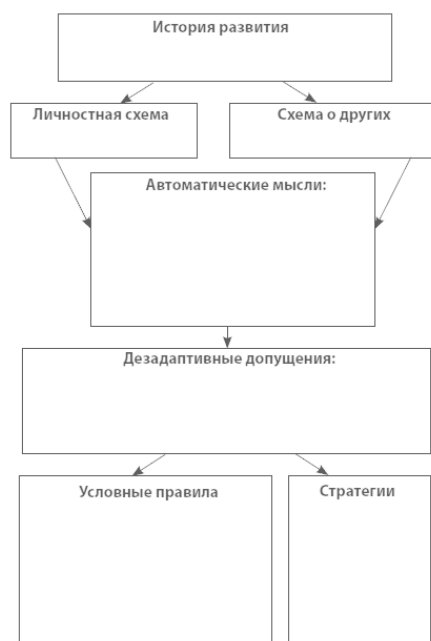 История развития
Личностная схема
Схема о других
Автоматические мысли:
Дезадаптивные допущения:
Условные правила
Стратегии